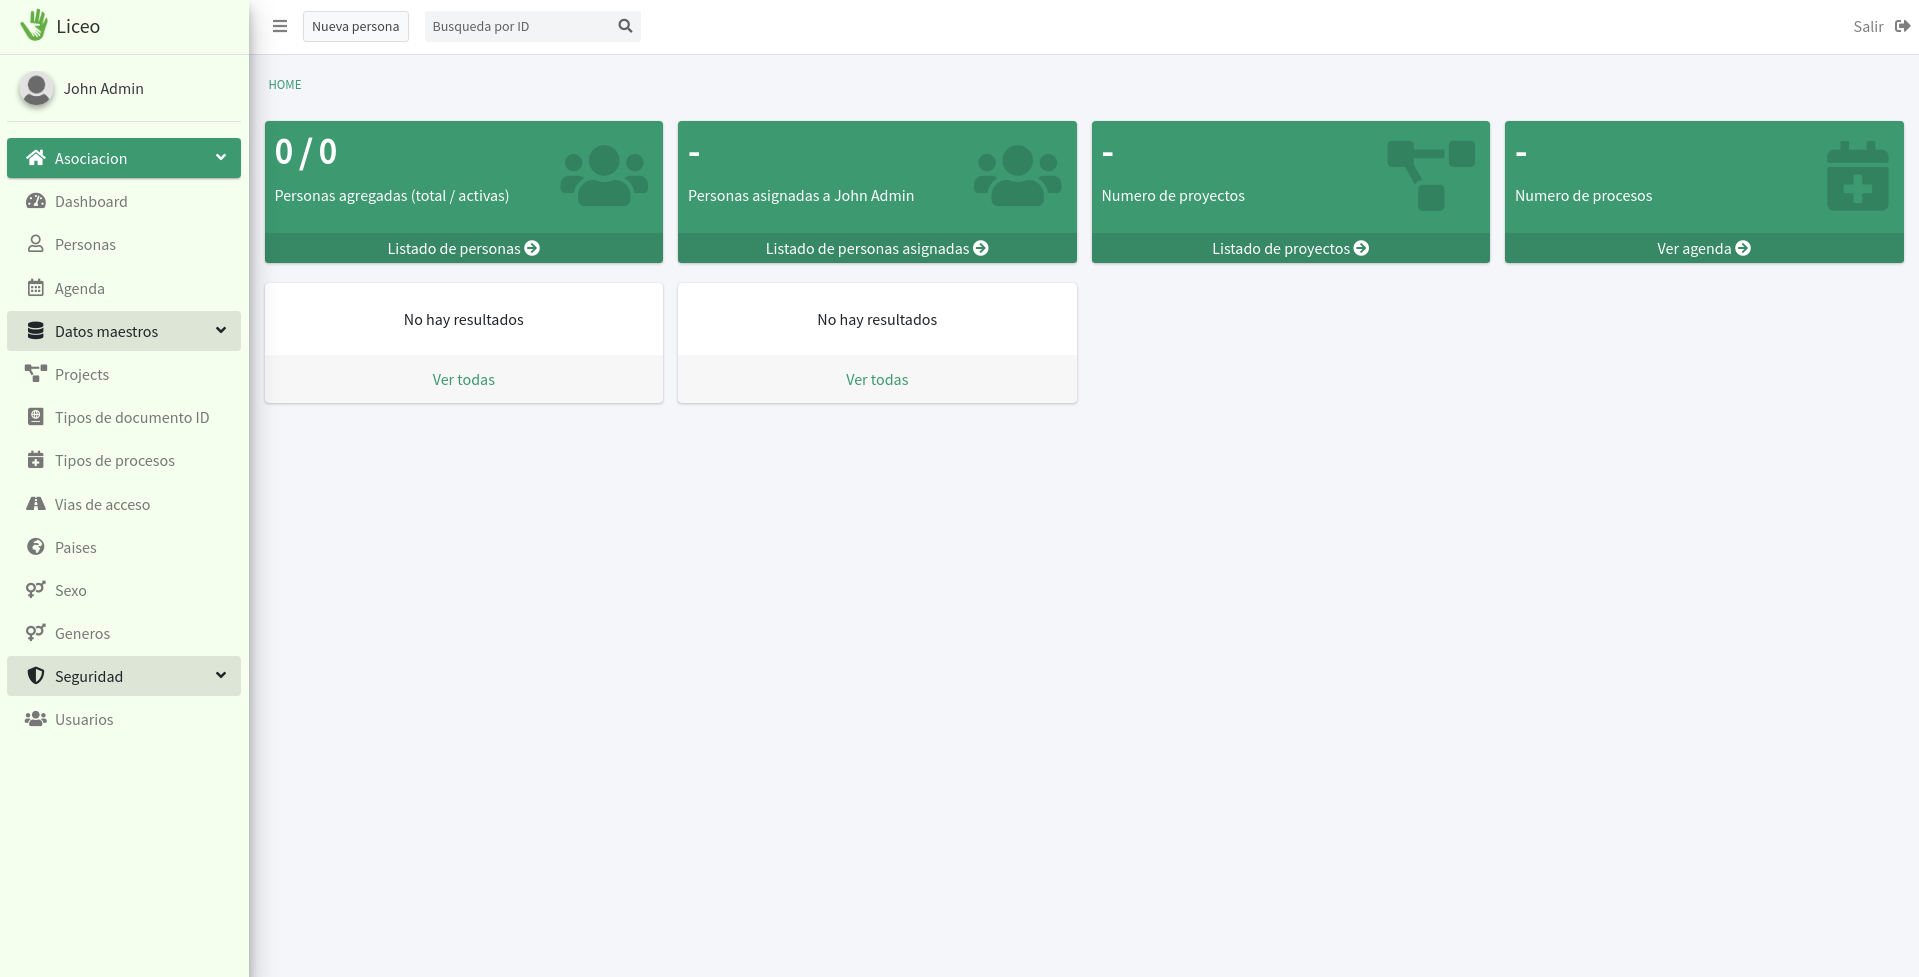 Liceo
Nueva persona
Busqueda por ID
Salir
John Admin
Asociacion
Dashboard
Personas
Agenda
Datos maestros
Projects
Tipos de documento ID
Tipos de procesos
Vias de acceso
Paises
Sexo
Generos
Seguridad
Usuarios
HOME
0 / 0
Personas agregadas (total / activas)
Listado de personas
-
Personas asignadas a John Admin
Listado de personas asignadas
-
Numero de proyectos
Listado de proyectos
-
Numero de procesos
Ver agenda
No hay resultados
Ver todas
No hay resultados
Ver todas